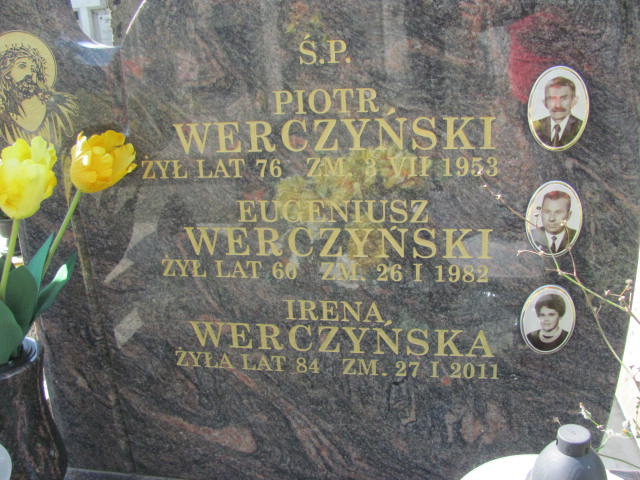 Ś.P.
PIOTR
WERCZYŃSKI
ŻYŁ LAT 76 ZM. 3 VII 1953
EUGENIUSZ
WERCZYŃSKI
ŻYŁ LAT 60 ZM. 26 I 1982
IRENA
WERCZYŃSKA
ŻYŁA LAT 84 ZM. 27 I 2011